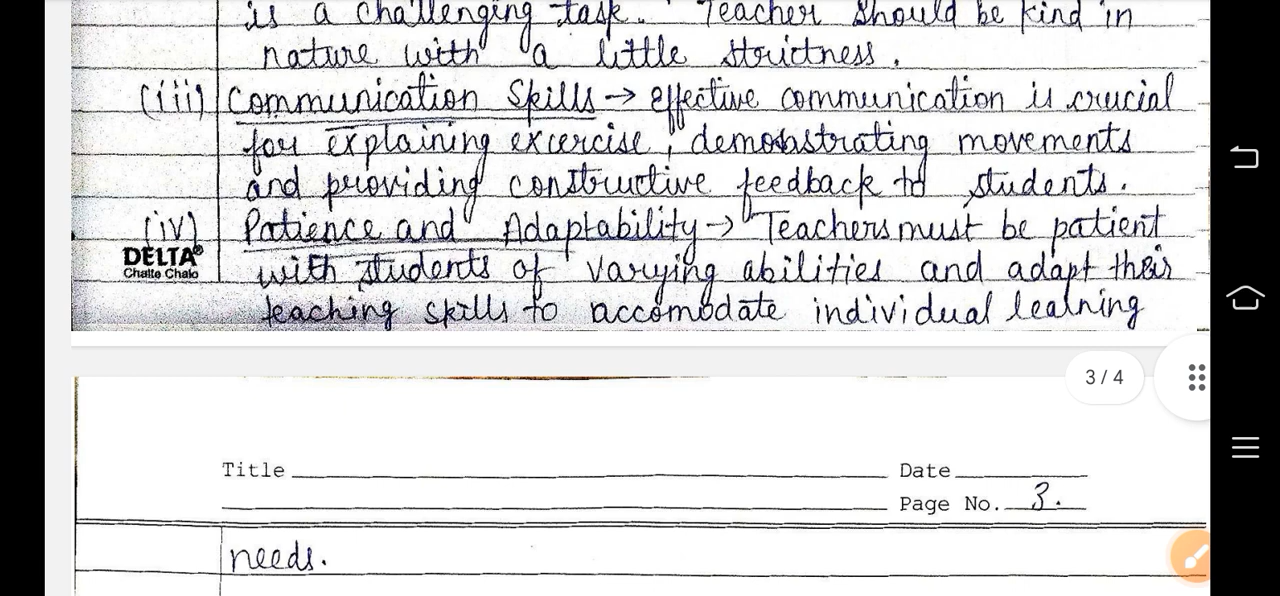 is a challenging task. Teacher should be kind in
nature with a little strictness.
(iii) Communication Skills → effective communication is crucial
for explaining excercise, demonstrating movements
and providing constructive feedback to students.
(iv) Patience and Adaptability → Teachers must be patient
DELTA®
Chalte Chalo
with students of varying abilities and adapt their
teaching skills to accomodate individual learning
3 / 4
Title Date
Page No. 3.
needs.